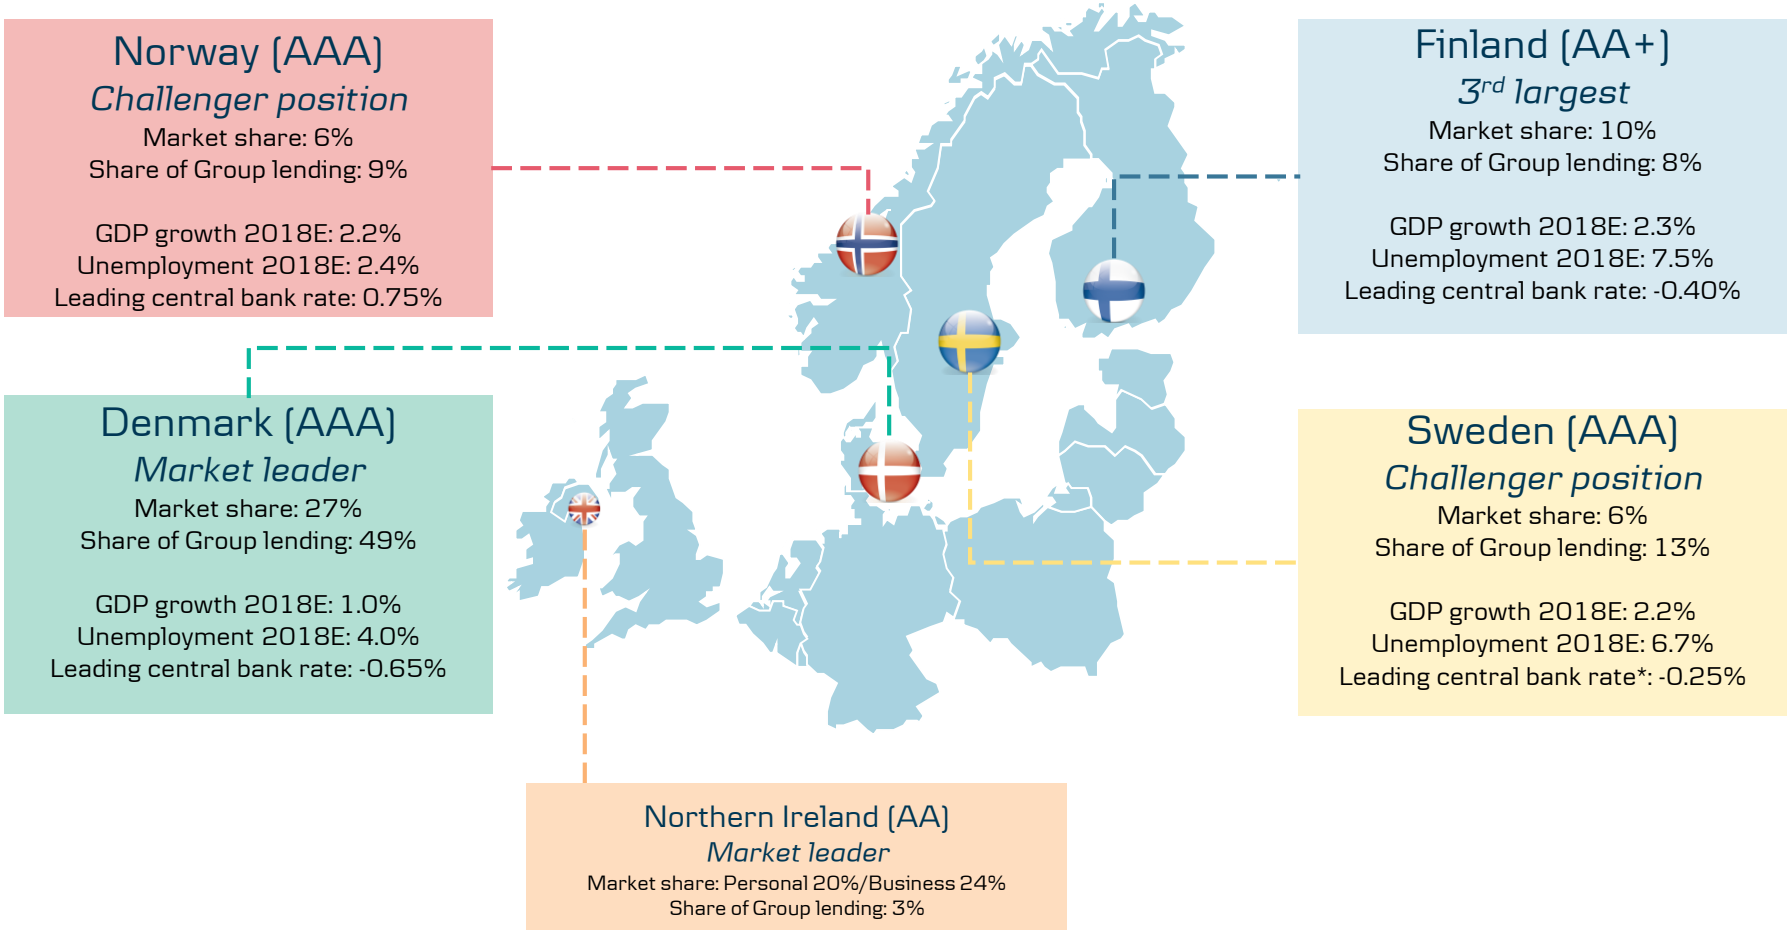 Norway (AAA)
Challenger position
Market share: 6%
Share of Group lending: 9%
GDP growth 2018E: 2.2%
Unemployment 2018E: 2.4%
Leading central bank rate: 0.75%
Finland (AA+)
3rd largest
Market share: 10%
Share of Group lending: 8%
GDP growth 2018E: 2.3%
Unemployment 2018E: 7.5%
Leading central bank rate: -0.40%
Denmark (AAA)
Market leader
Market share: 27%
Share of Group lending: 49%
GDP growth 2018E: 1.0%
Unemployment 2018E: 4.0%
Leading central bank rate: -0.65%
Sweden (AAA)
Challenger position
Market share: 6%
Share of Group lending: 13%
GDP growth 2018E: 2.2%
Unemployment 2018E: 6.7%
Leading central bank rate*: -0.25%
Northern Ireland (AA)
Market leader
Market share: Personal 20%/Business 24%
Share of Group lending: 3%